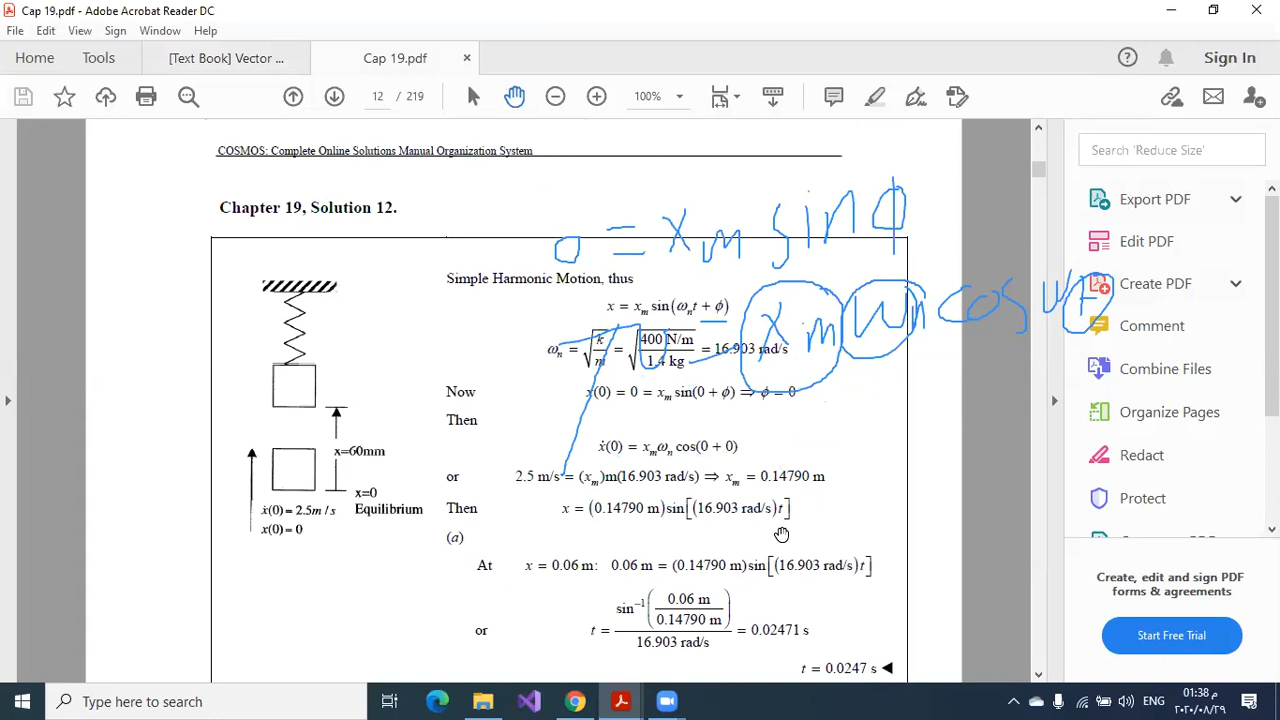 Cap 19.pdf - Adobe Acrobat Reader DC
File Edit View Sign Window Help
Home Tools [Text Book] Vector ... Cap 19.pdf × Sign In
12 / 219 100%
COSMOS: Complete Online Solutions Manual Organization System
Chapter 19, Solution 12.
0 = xm sin ϕ
Simple Harmonic Motion, thus
x = xₘ sin(ωₙt + ϕ)
xm wn cos wt
ωₙ = √(k/m) = √(400 N/m / 1.4 kg) = 16.903 rad/s
Now x(0) = 0 = xₘ sin(0 + ϕ) ⇒ ϕ = 0
Then
ẋ(0) = xₘωₙ cos(0 + 0)
or 2.5 m/s = (xₘ)m(16.903 rad/s) ⇒ xₘ = 0.14790 m
Then x = (0.14790 m)sin[(16.903 rad/s)t]
(a)
At x = 0.06 m: 0.06 m = (0.14790 m)sin[(16.903 rad/s)t]
or t = sin⁻¹(0.06 m / 0.14790 m) / 16.903 rad/s = 0.02471 s
t = 0.0247 s ◀
x=60mm
x=0
Equilibrium
ẋ(0) = 2.5m / s
x(0) = 0
Search 'Reduce Size'
Export PDF
Edit PDF
Create PDF
Comment
Combine Files
Organize Pages
Redact
Protect
Create, edit and sign PDF
forms & agreements
Start Free Trial
Type here to search
ENG
01:38 م
٢٠٢٠/٠٨/٢٩